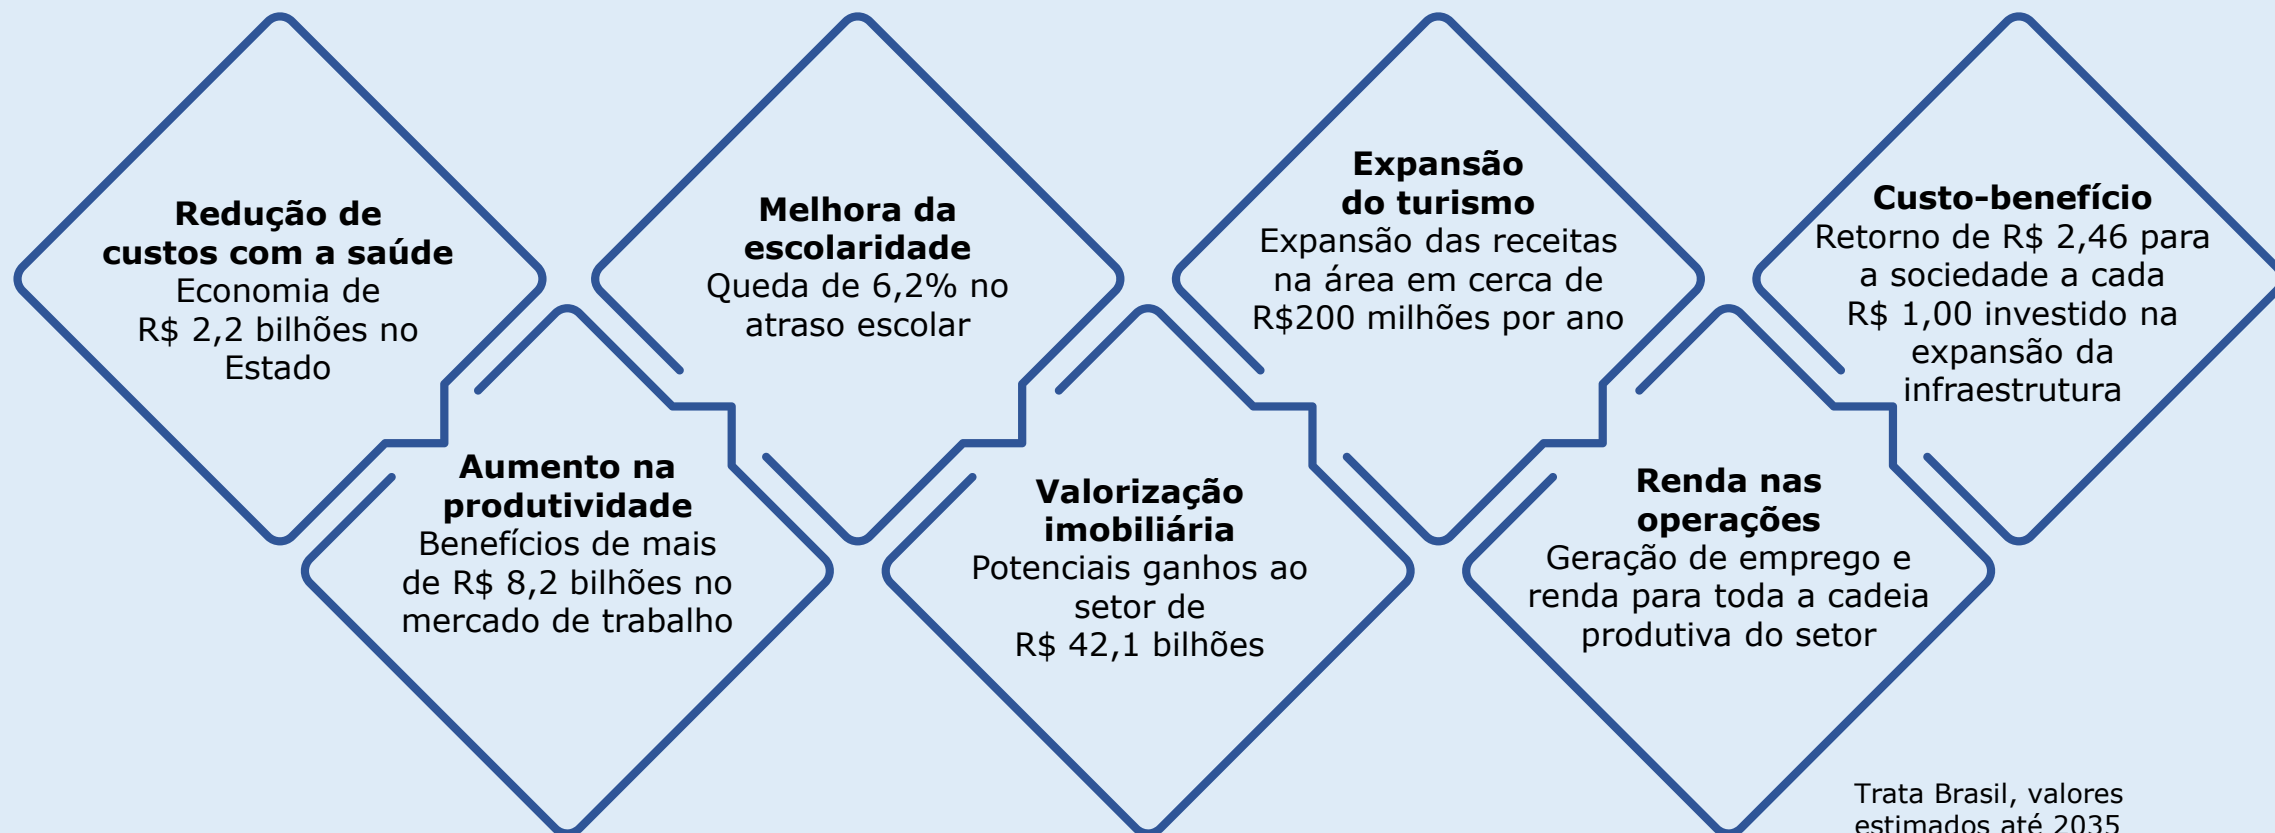 Redução de
custos com a saúde
Economia de
R$ 2,2 bilhões no
Estado
Aumento na
produtividade
Benefícios de mais
de R$ 8,2 bilhões no
mercado de trabalho
Melhora da
escolaridade
Queda de 6,2% no
atraso escolar
Valorização
imobiliária
Potenciais ganhos ao
setor de
R$ 42,1 bilhões
Expansão
do turismo
Expansão das receitas
na área em cerca de
R$200 milhões por ano
Renda nas
operações
Geração de emprego e
renda para toda a cadeia
produtiva do setor
Custo-benefício
Retorno de R$ 2,46 para
a sociedade a cada
R$ 1,00 investido na
expansão da
infraestrutura
Trata Brasil, valores
estimados até 2035